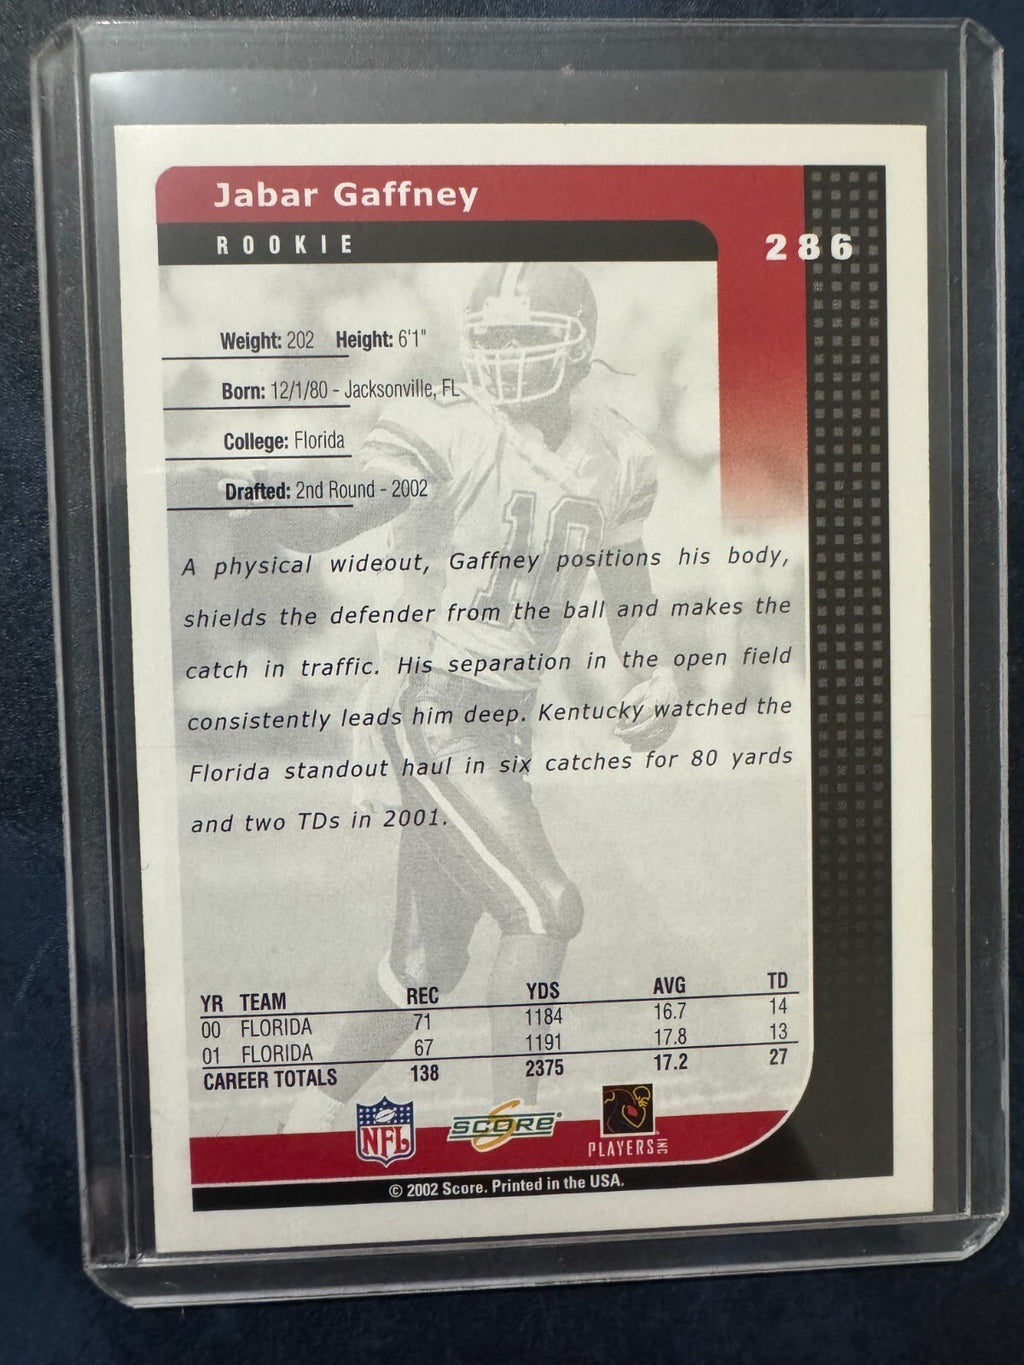 Jabar Gaffney
ROOKIE
286
Weight: 202 Height: 6'1"
Born: 12/1/80 - Jacksonville, FL
College: Florida
Drafted: 2nd Round - 2002
10
A physical wideout, Gaffney positions his body,
shields the defender from the ball and makes the
catch in traffic. His separation in the open field
consistently leads him deep. Kentucky watched the
Florida standout haul in six catches for 80 yards
and two TDs in 2001.
YR TEAM REC YDS AVG TD
00 FLORIDA 71 1184 16.7 14
01 FLORIDA 67 1191 17.8 13
CAREER TOTALS 138 2375 17.2 27
NFL SCORE® PLAYERS INC
© 2002 Score. Printed in the USA.